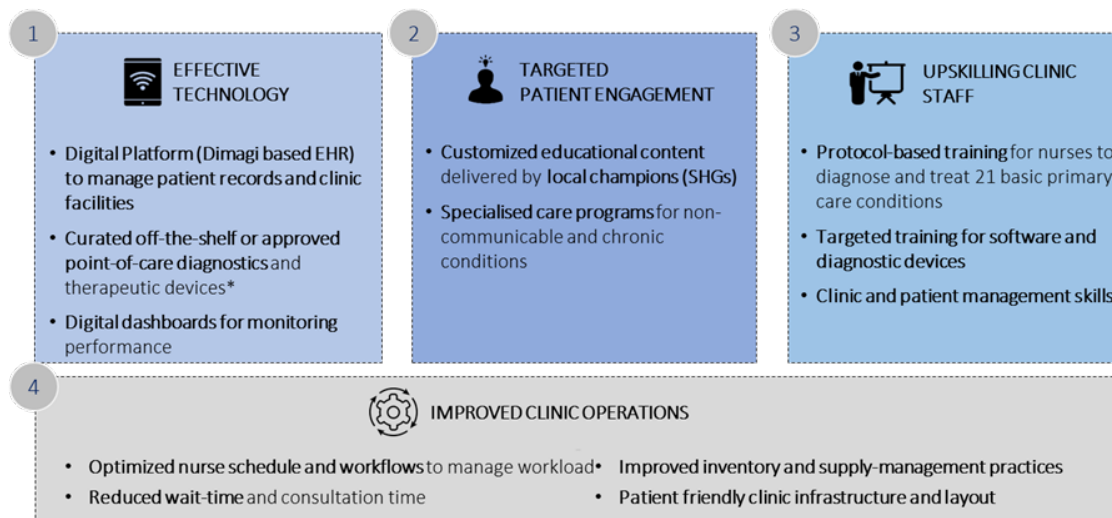 1
EFFECTIVE
TECHNOLOGY
• Digital Platform (Dimagi based EHR)
to manage patient records and clinic
facilities
• Curated off-the-shelf or approved
point-of-care diagnostics and
therapeutic devices*
• Digital dashboards for monitoring
performance
2
TARGETED
PATIENT ENGAGEMENT
• Customized educational content
delivered by local champions (SHGs)
• Specialised care programs for non-
communicable and chronic
conditions
3
UPSKILLING CLINIC
STAFF
• Protocol-based training for nurses to
diagnose and treat 21 basic primary
care conditions
• Targeted training for software and
diagnostic devices
• Clinic and patient management skills
4
IMPROVED CLINIC OPERATIONS
• Optimized nurse schedule and workflows to manage workload
• Reduced wait-time and consultation time
• Improved inventory and supply-management practices
• Patient friendly clinic infrastructure and layout